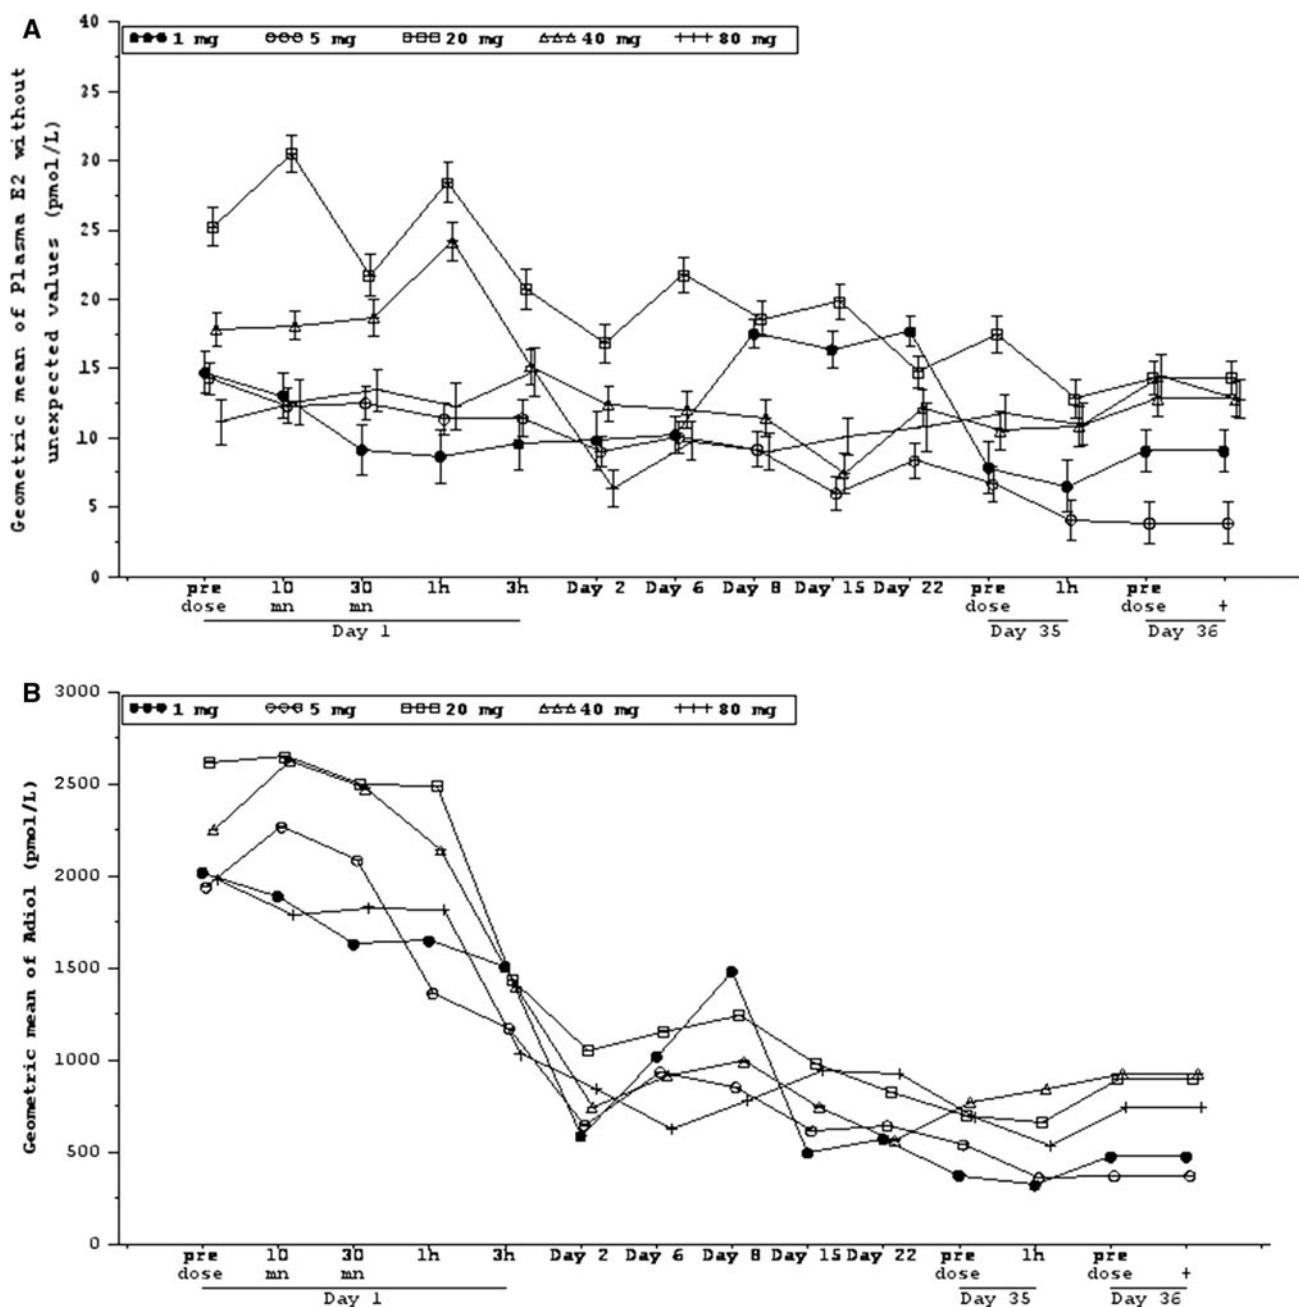 A
Geometric mean of Plasma E2 without
unexpected values (pmol/L)
1 mg 5 mg 20 mg 40 mg 80 mg
40
35
30
25
20
15
10
5
0
pre dose 10 mn 30 mn 1h 3h Day 2 Day 6 Day 8 Day 15 Day 22 pre dose 1h pre dose +
Day 1 Day 35 Day 36
B
Geometric mean of Adiol (pmol/L)
1 mg 5 mg 20 mg 40 mg 80 mg
3000
2500
2000
1500
1000
500
0
pre dose 10 mn 30 mn 1h 3h Day 2 Day 6 Day 8 Day 15 Day 22 pre dose 1h pre dose +
Day 1 Day 35 Day 36